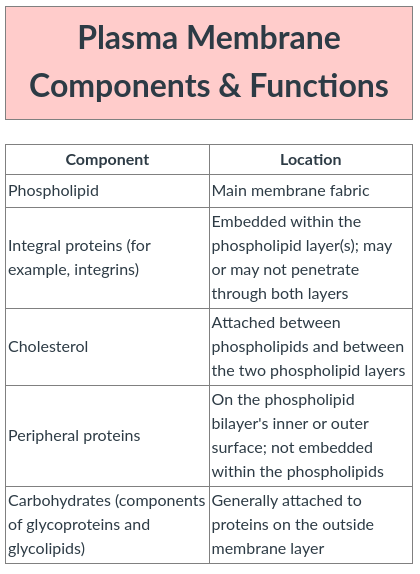 Plasma Membrane
Components & Functions
Component
Location
Phospholipid
Main membrane fabric
Integral proteins (for
example, integrins)
Embedded within the
phospholipid layer(s); may
or may not penetrate
through both layers
Cholesterol
Attached between
phospholipids and between
the two phospholipid layers
Peripheral proteins
On the phospholipid
bilayer's inner or outer
surface; not embedded
within the phospholipids
Carbohydrates (components
of glycoproteins and
glycolipids)
Generally attached to
proteins on the outside
membrane layer